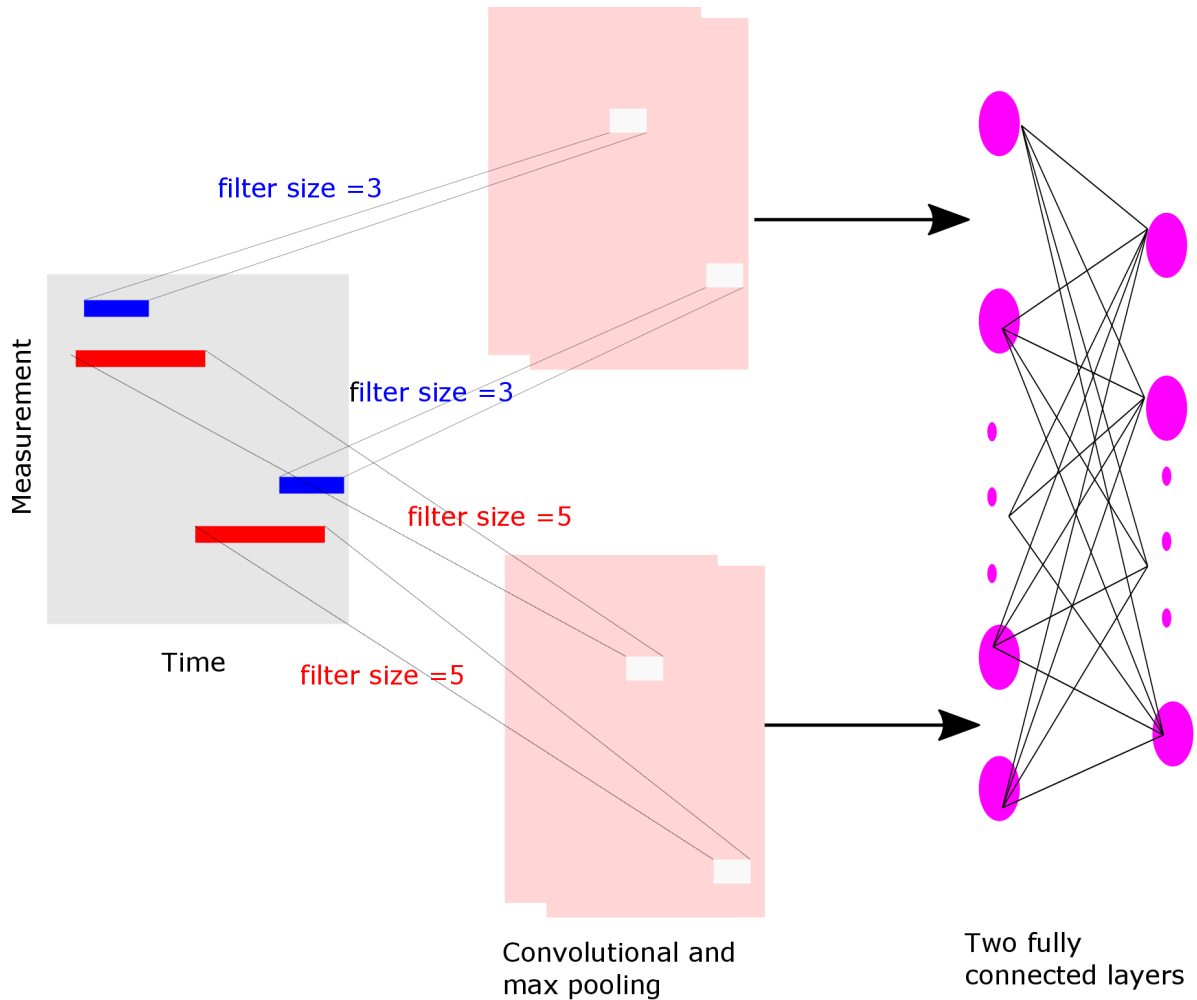 filter size =3
Measurement
filter size =3
filter size =5
Time
filter size =5
Convolutional and
max pooling
Two fully
connected layers